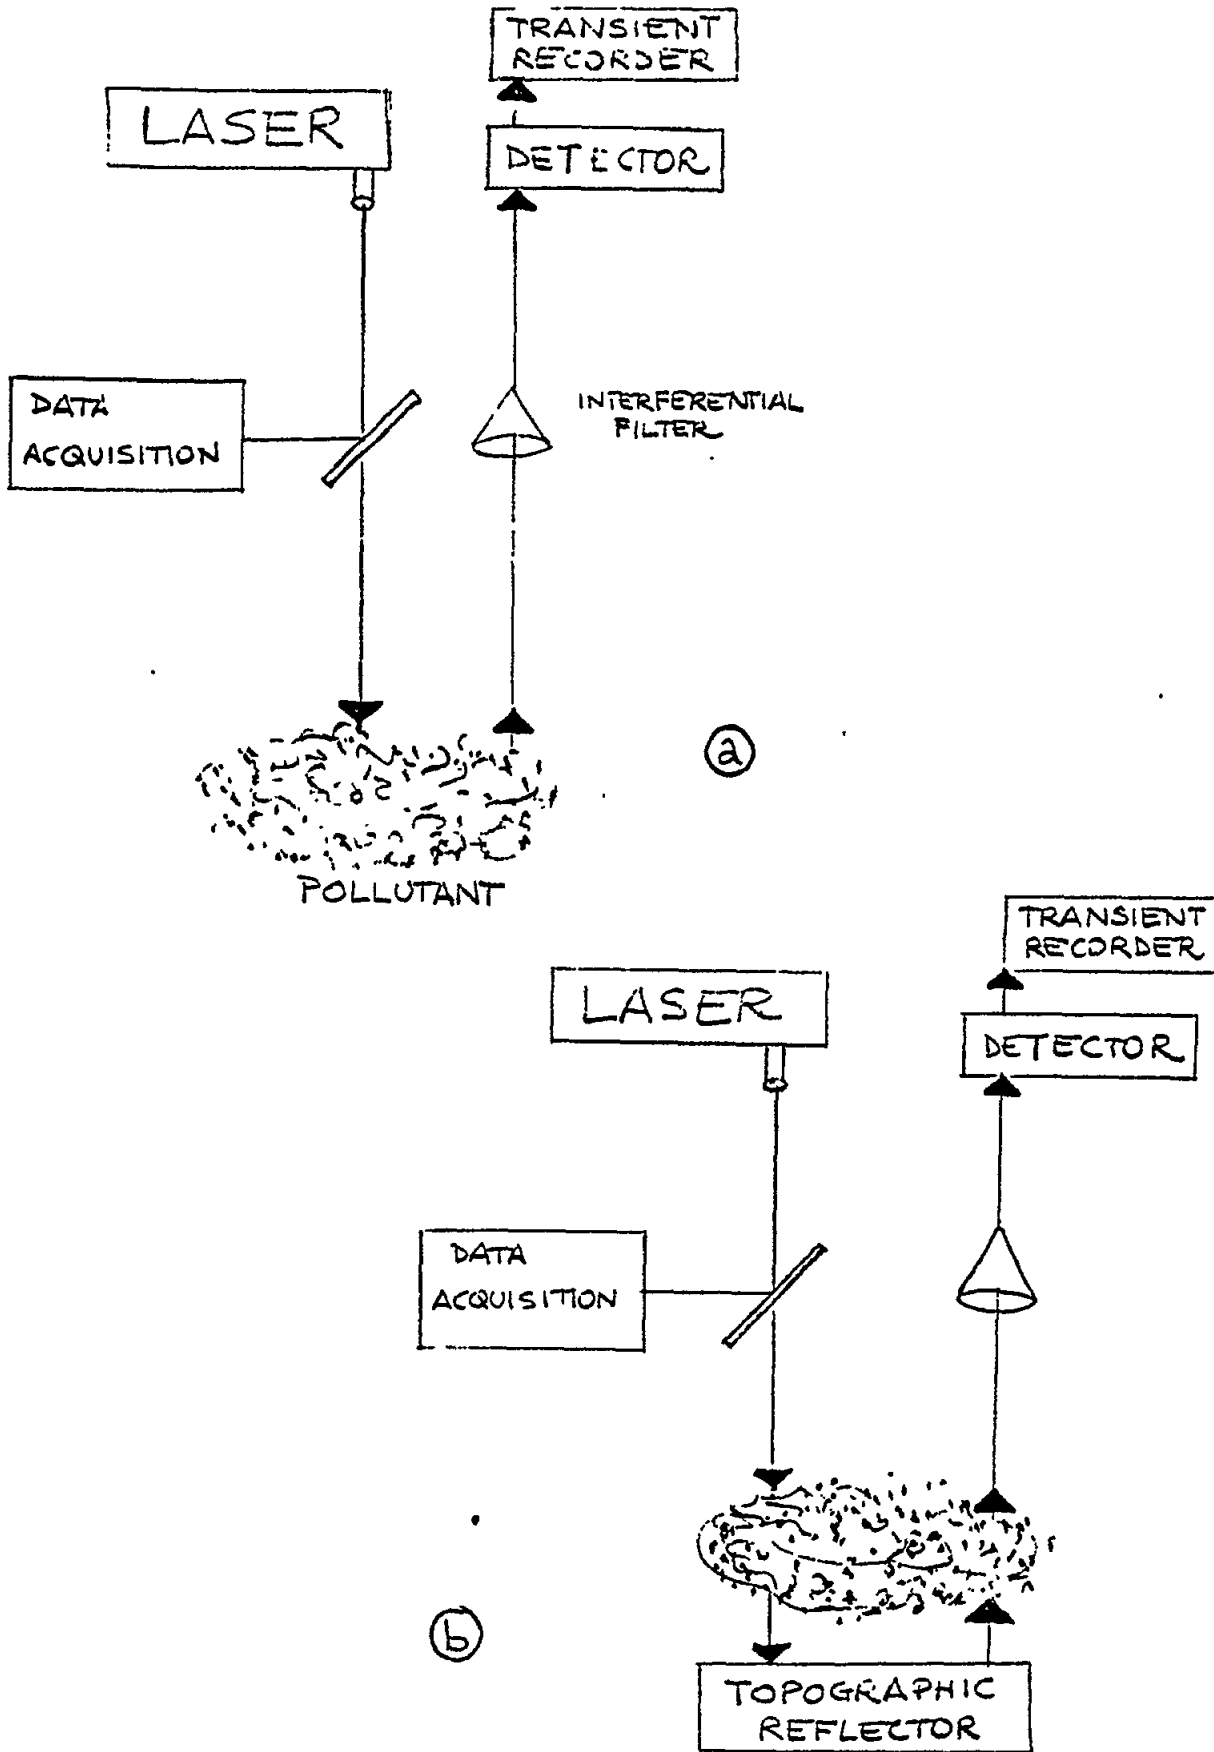 TRANSIENT
RECORDER
LASER
DETECTOR
DATA
ACQUISITION
INTERFERENTIAL
FILTER
a
POLLUTANT
TRANSIENT
RECORDER
LASER
DETECTOR
DATA
ACQUISITION
b
TOPOGRAPHIC
REFLECTOR